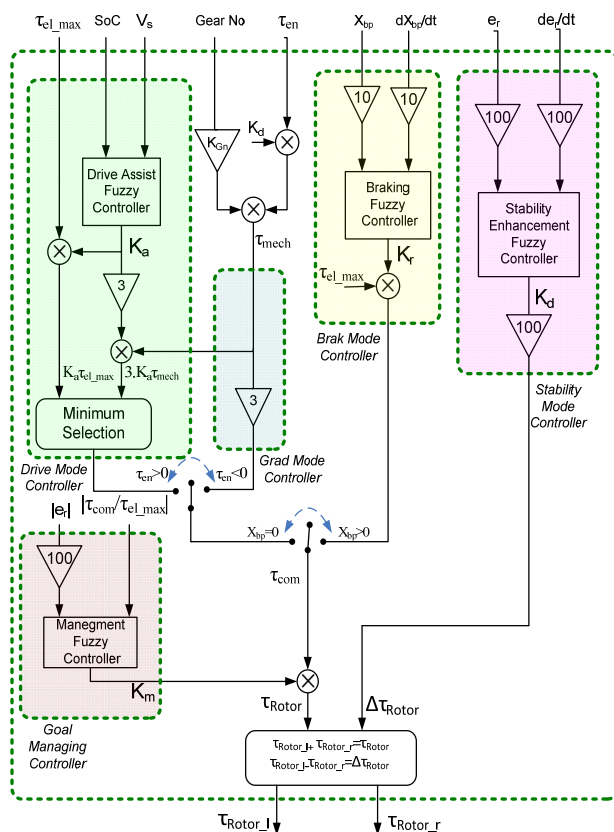 τel_max SoC Vs Gear No τen Xbp dXbp/dt er der/dt
10 10 100 100
KGn Kd
Drive Assist
Fuzzy
Controller
Braking
Fuzzy
Controller
Stability
Enhancement
Fuzzy
Controller
Ka
τmech
Kr
τel_max
Kd
3
100
Brak Mode
Controller
Kaτel_max 3.Kaτmech
3
Stability
Mode
Controller
Minimum
Selection
Grad Mode
Controller
Drive Mode
Controller
τen>0 τen<0
|er| |τcom/τel_max|
Xbp=0 Xbp>0
100
τcom
Manegment
Fuzzy
Controller
Km
τRotor ΔτRotor
Goal
Managing
Controller
τRotor_l+ τRotor_r=τRotor
τRotor_l-τRotor_r=ΔτRotor
τRotor_l τRotor_r